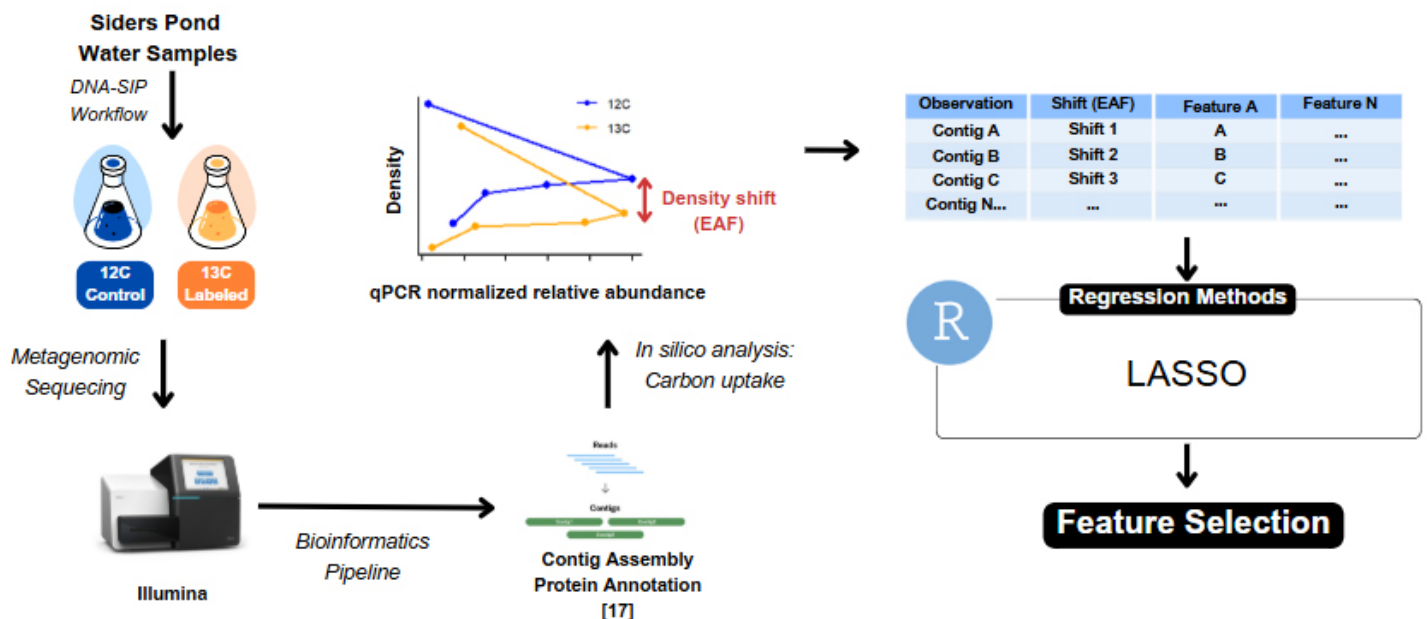 Siders Pond
Water Samples
DNA-SIP
Workflow
12C
Control
13C
Labeled
Metagenomic
Sequecing
Illumina
Bioinformatics
Pipeline
Reads
Contigs
Contig Assembly
Protein Annotation
[17]
In silico analysis:
Carbon uptake
12C
13C
Density
Density shift
(EAF)
qPCR normalized relative abundance
Observation Shift (EAF) Feature A Feature N
Contig A Shift 1 A ...
Contig B Shift 2 B ...
Contig C Shift 3 C ...
Contig N... ... ... ...
Regression Methods
R
LASSO
Feature Selection